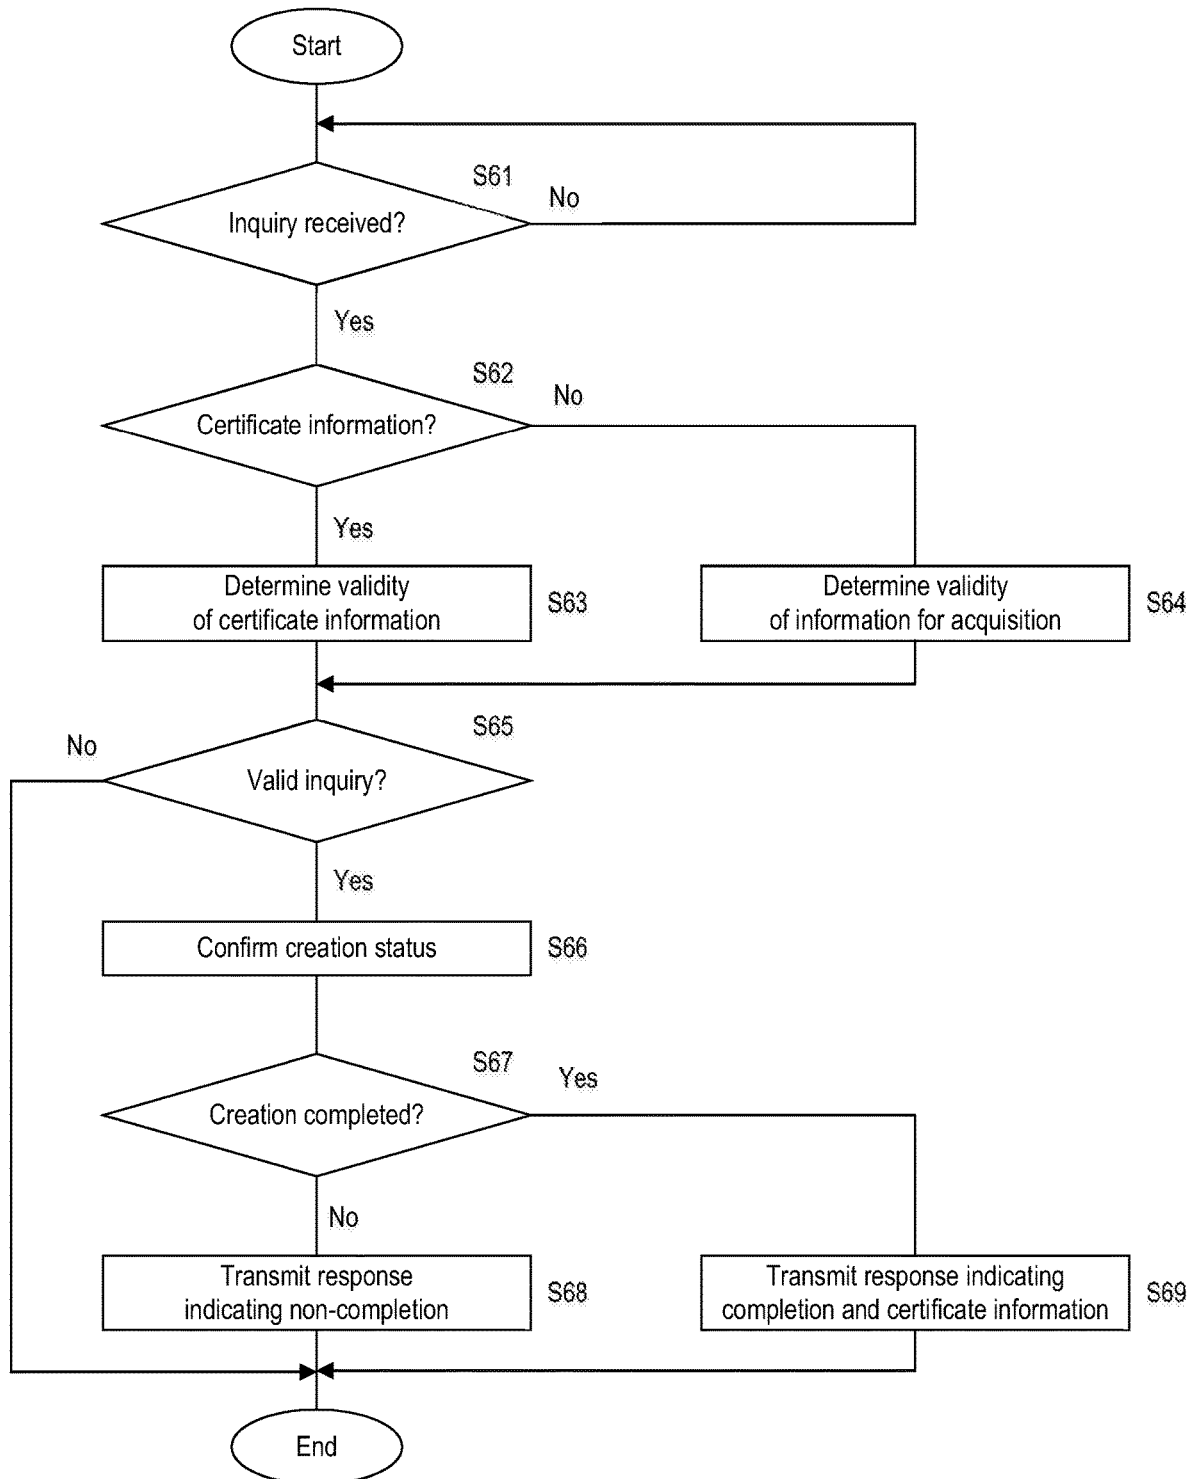 Start
S61
No
Inquiry received?
Yes
S62
No
Certificate information?
Yes
Determine validity
of certificate information
S63
Determine validity
of information for acquisition
S64
S65
No
Valid inquiry?
Yes
Confirm creation status
S66
S67
Yes
Creation completed?
No
Transmit response
indicating non-completion
S68
Transmit response indicating
completion and certificate information
S69
End